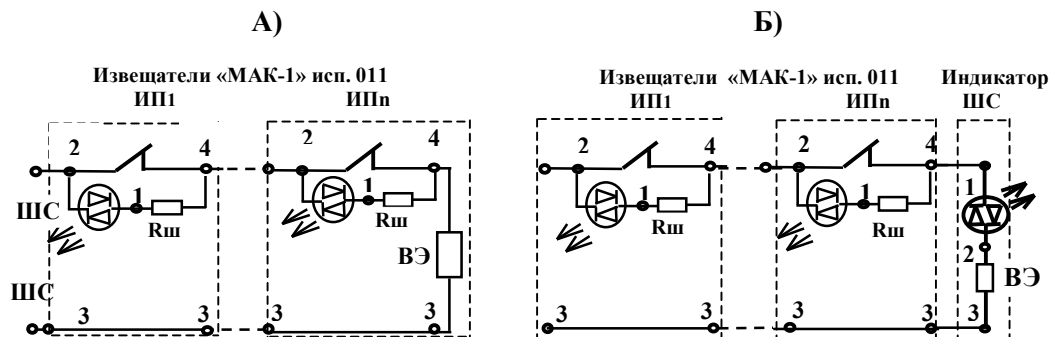 А)
Извещатели «МАК-1» исп. 011
ИП1 ИПn
2 4 2 4
1 1
Rш Rш
ШС
ВЭ
ШС
3 3 3 3
Б)
Извещатели «МАК-1» исп. 011
Индикатор
ШС
ИП1 ИПn
2 4 2 4
1 1 1
Rш Rш
2
ВЭ
3 3 3 3 3